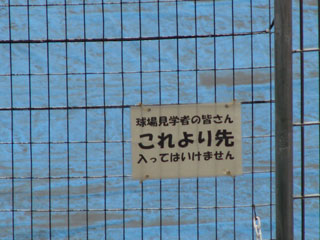 球場見学者の皆さん
これより先
入ってはいけません